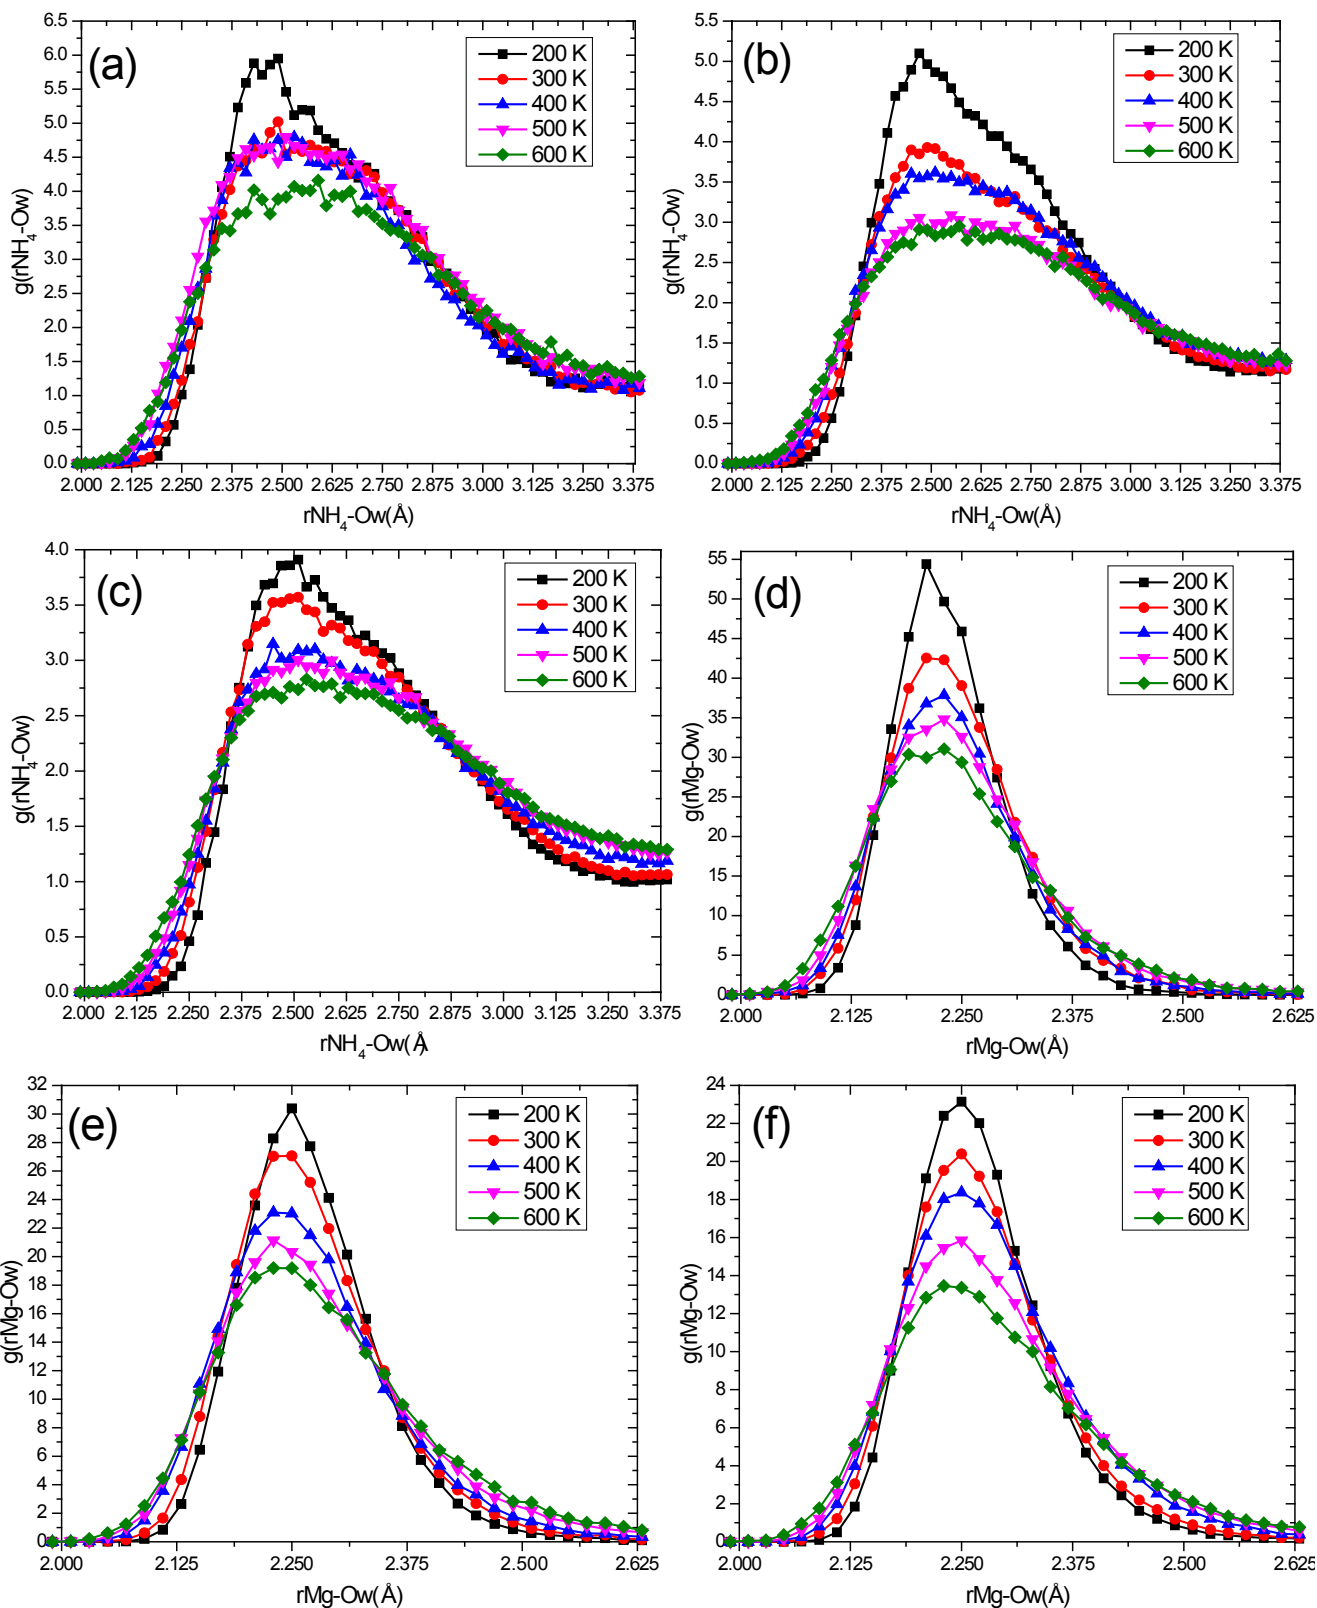 (a)
6.5
6.0
5.5
5.0
4.5
4.0
3.5
3.0
2.5
2.0
1.5
1.0
0.5
0.0
g(rNH4-Ow)
200 K
300 K
400 K
500 K
600 K
2.000 2.125 2.250 2.375 2.500 2.625 2.750 2.875 3.000 3.125 3.250 3.375
rNH4-Ow(Å)
(b)
5.5
5.0
4.5
4.0
3.5
3.0
2.5
2.0
1.5
1.0
0.5
0.0
g(rNH4-Ow)
200 K
300 K
400 K
500 K
600 K
2.000 2.125 2.250 2.375 2.500 2.625 2.750 2.875 3.000 3.125 3.250 3.375
rNH4-Ow(Å)
(c)
4.0
3.5
3.0
2.5
2.0
1.5
1.0
0.5
0.0
g(rNH4-Ow)
200 K
300 K
400 K
500 K
600 K
2.000 2.125 2.250 2.375 2.500 2.625 2.750 2.875 3.000 3.125 3.250 3.375
rNH4-Ow(Å)
(d)
55
50
45
40
35
30
25
20
15
10
5
0
g(rMg-Ow)
200 K
300 K
400 K
500 K
600 K
2.000 2.125 2.250 2.375 2.500 2.625
rMg-Ow(Å)
(e)
32
30
28
26
24
22
20
18
16
14
12
10
8
6
4
2
0
g(rMg-Ow)
200 K
300 K
400 K
500 K
600 K
2.000 2.125 2.250 2.375 2.500 2.625
rMg-Ow(Å)
(f)
24
22
20
18
16
14
12
10
8
6
4
2
0
g(rMg-Ow)
200 K
300 K
400 K
500 K
600 K
2.000 2.125 2.250 2.375 2.500 2.625
rMg-Ow(Å)